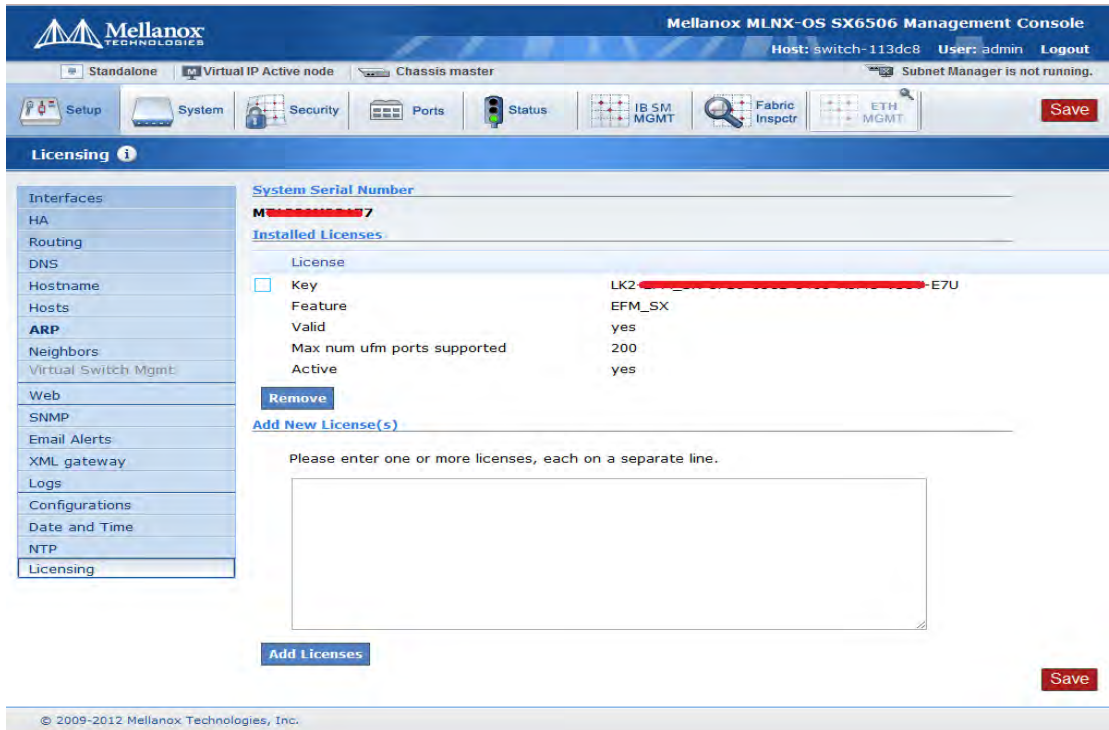 Mellanox
TECHNOLOGIES
Mellanox MLNX-OS SX6506 Management Console
Host: switch-113dc8 User: admin Logout
Standalone
M Virtual IP Active node
Chassis master
Subnet Manager is not running.
Setup
System
Security
Ports
Status
IB SM
MGMT
Fabric
Inspctr
ETH
MGMT
Save
Licensing i
Interfaces
HA
Routing
DNS
Hostname
Hosts
ARP
Neighbors
Virtual Switch Mgmt
Web
SNMP
Email Alerts
XML gateway
Logs
Configurations
Date and Time
NTP
Licensing
System Serial Number
Installed Licenses
License
Key LK2- -E7U
Feature EFM_SX
Valid yes
Max num ufm ports supported 200
Active yes
Remove
Add New License(s)
Please enter one or more licenses, each on a separate line.
Add Licenses
Save
© 2009-2012 Mellanox Technologies, Inc.